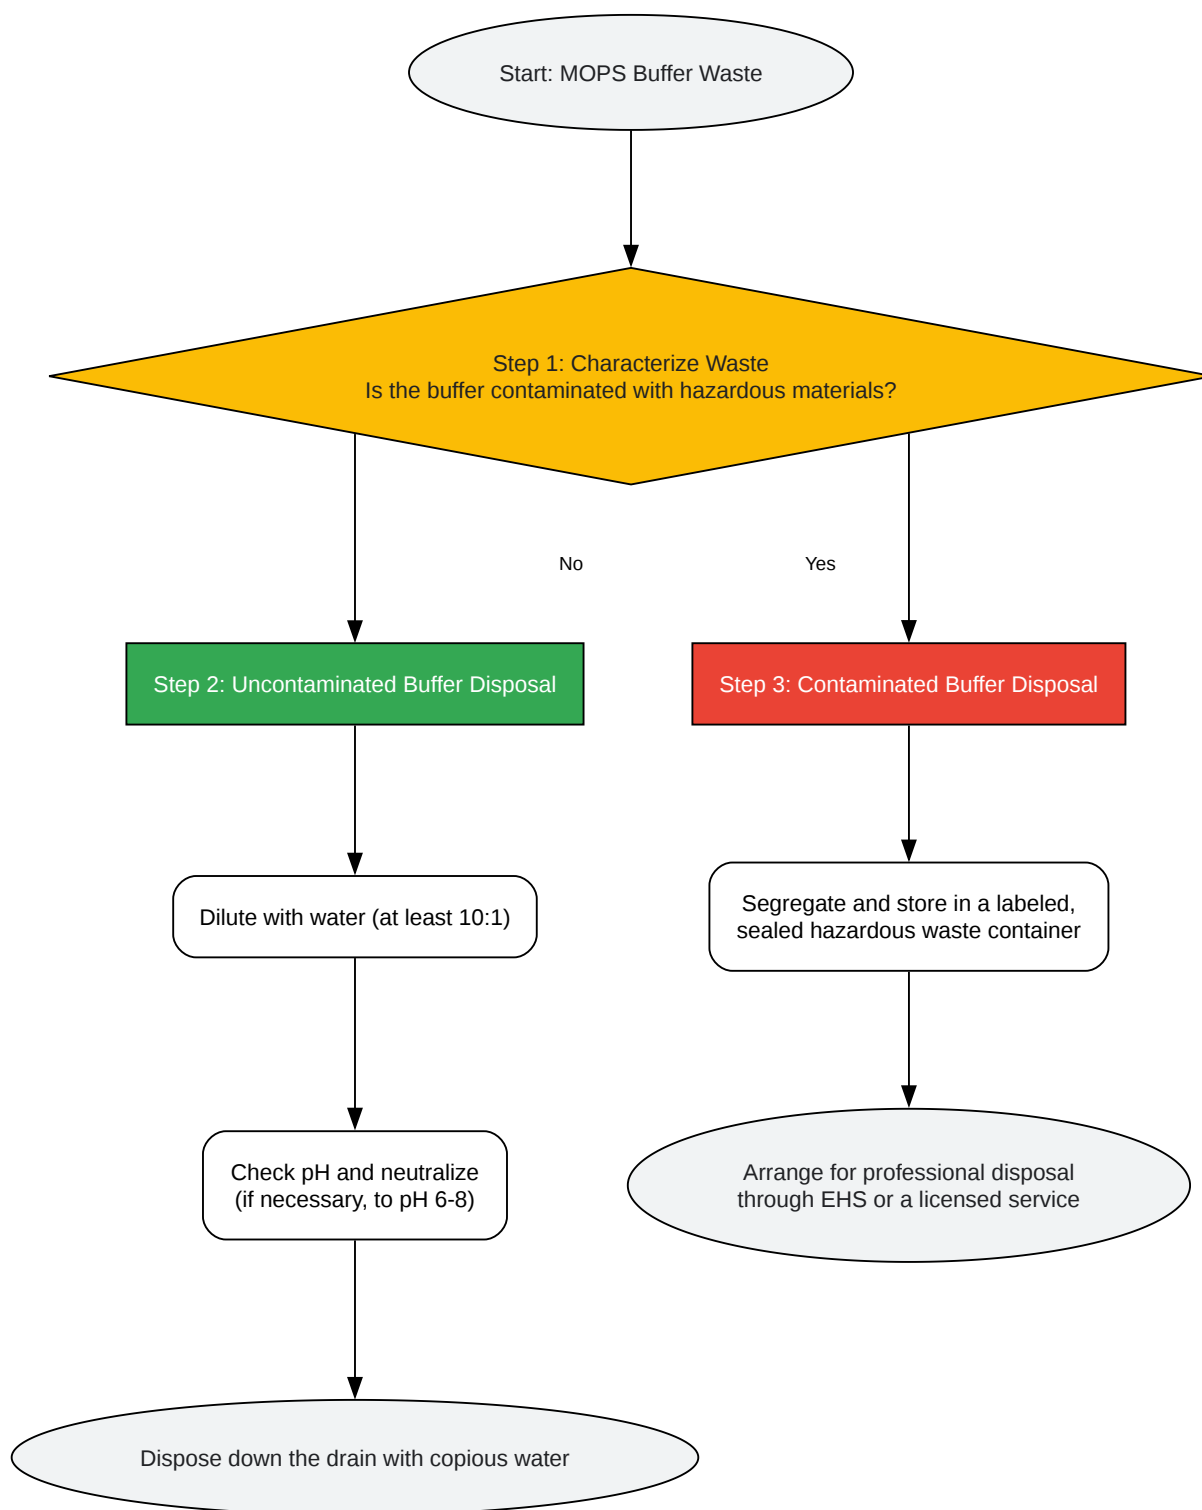 Start: MOPS Buffer Waste
Step 1: Characterize Waste
Is the buffer contaminated with hazardous materials?
No
Yes
Step 2: Uncontaminated Buffer Disposal
Step 3: Contaminated Buffer Disposal
Dilute with water (at least 10:1)
Segregate and store in a labeled,
sealed hazardous waste container
Check pH and neutralize
(if necessary, to pH 6-8)
Arrange for professional disposal
through EHS or a licensed service
Dispose down the drain with copious water